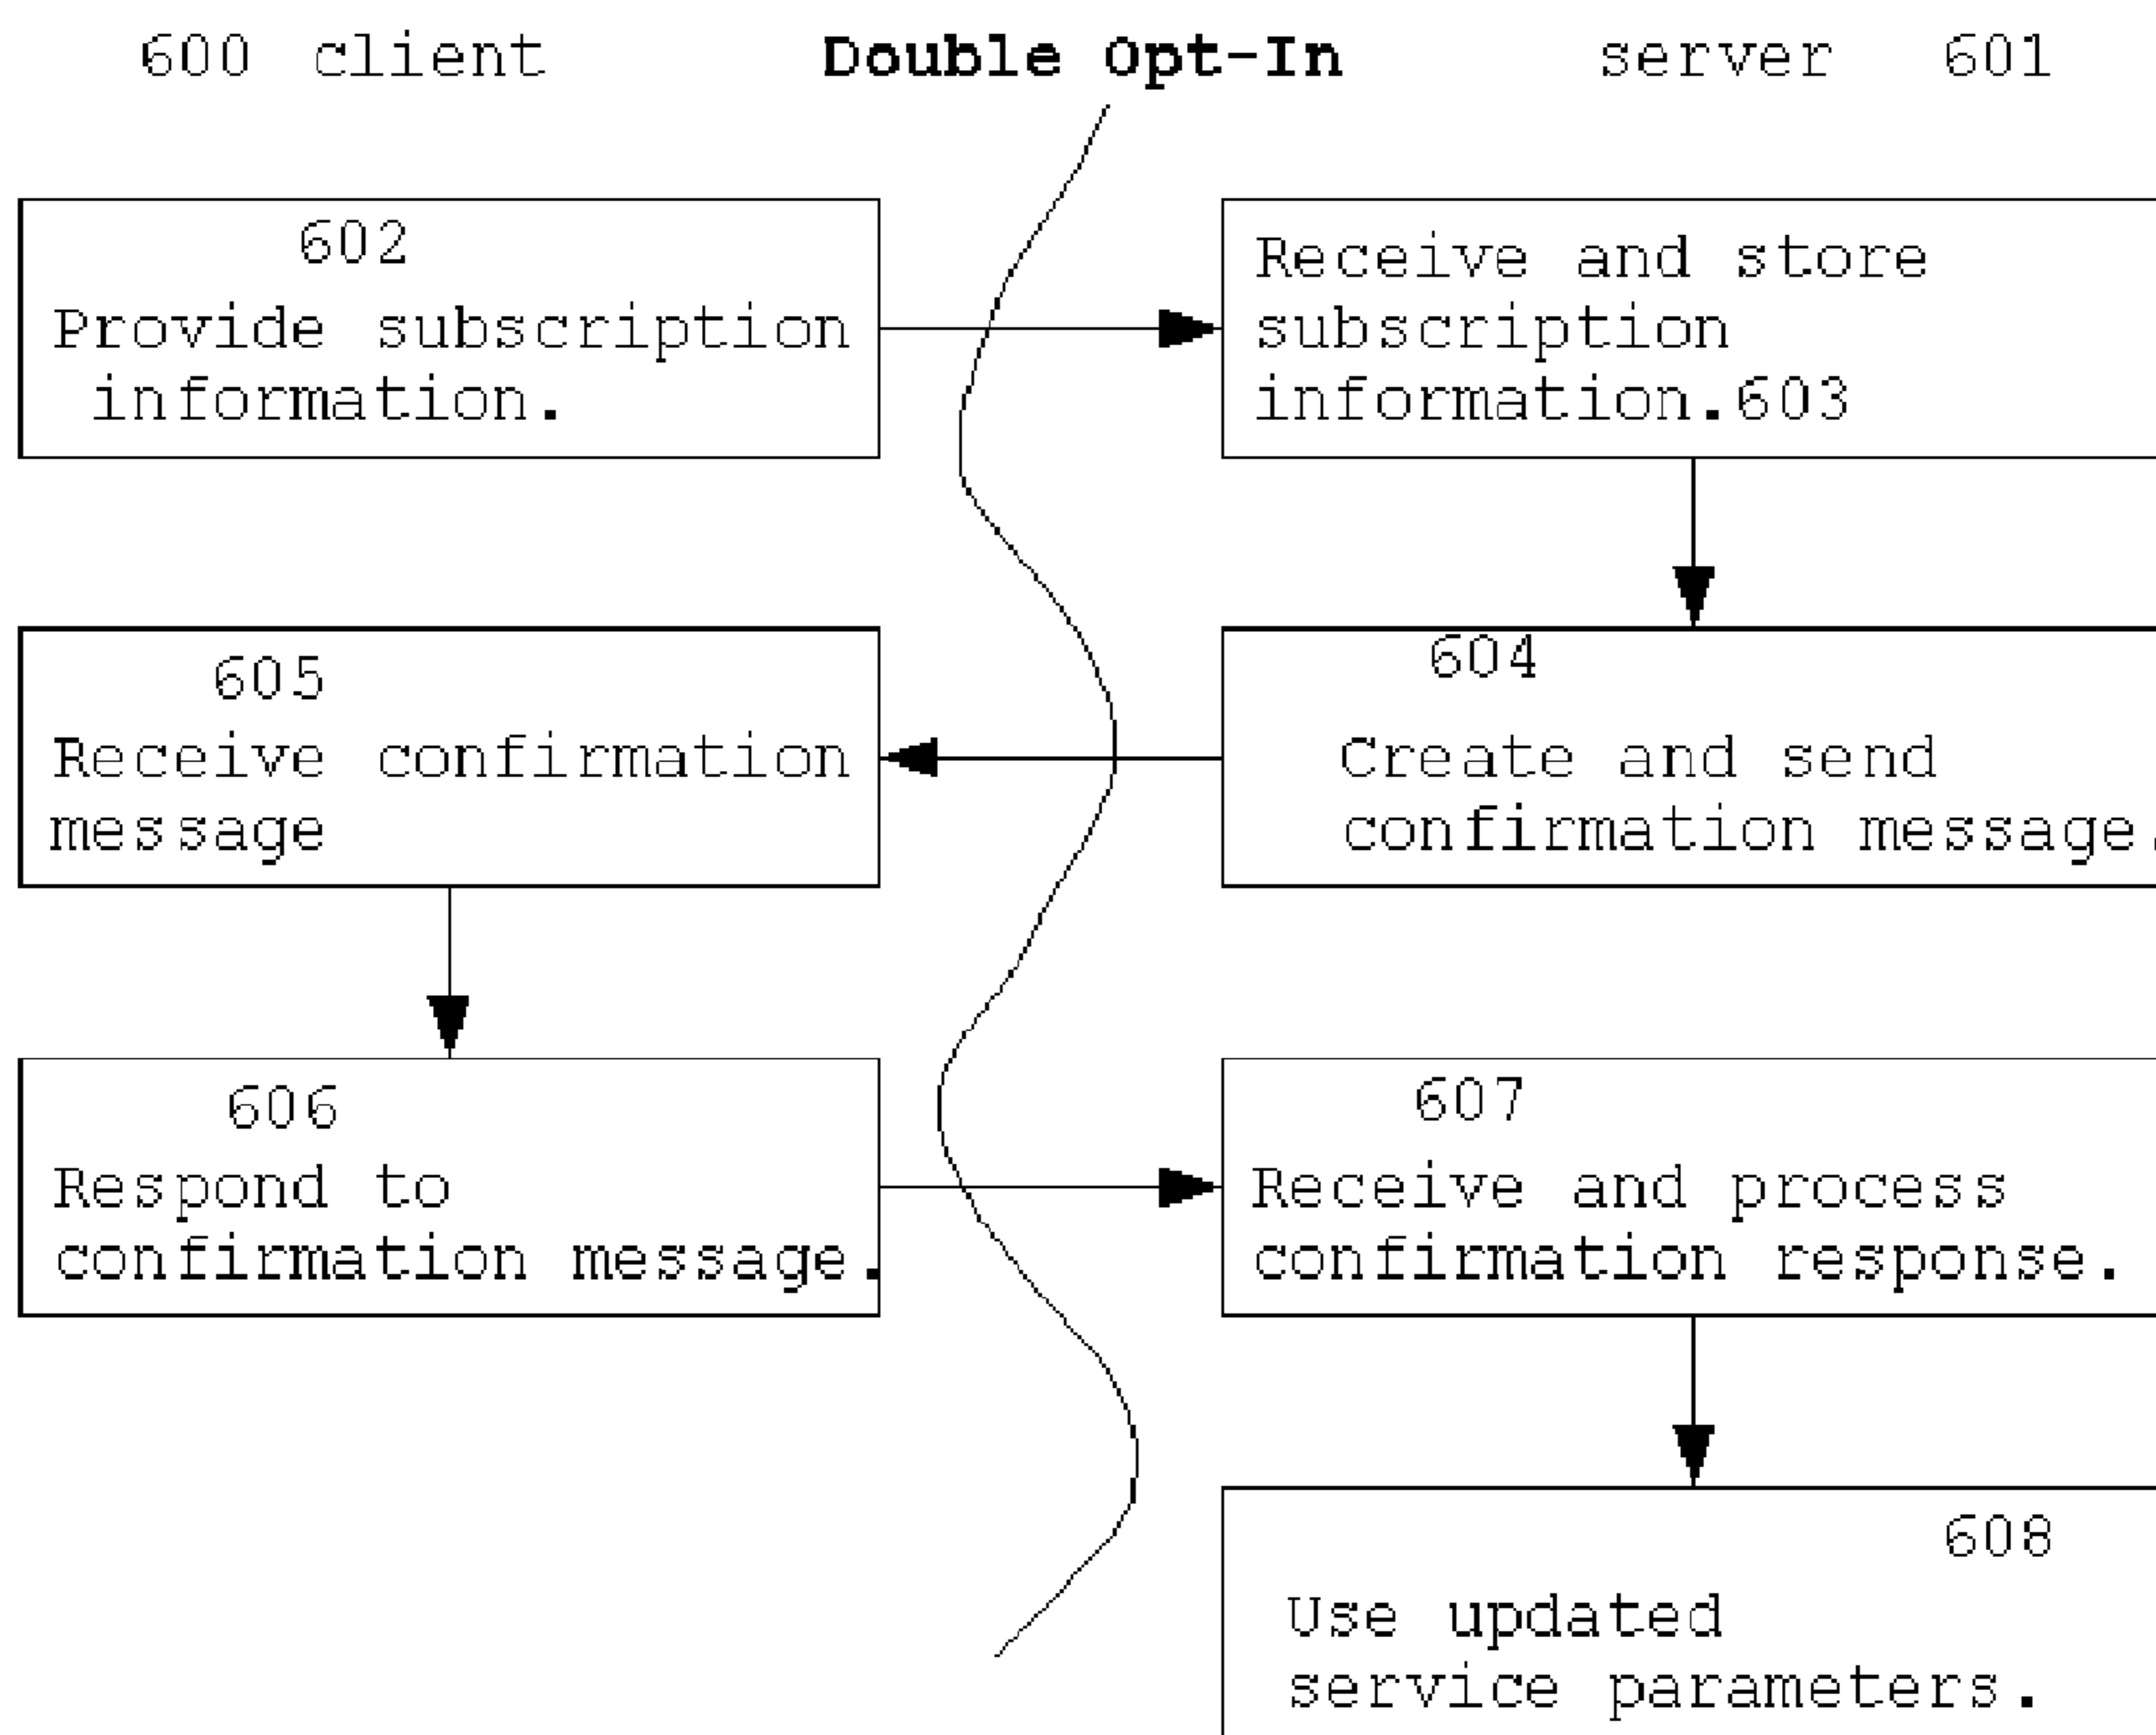 600 client Double Opt-In server 601
602
Provide subscription
information.
Receive and store
subscription
information.603
605
Receive confirmation
message
604
Create and send
confirmation message.
606
Respond to
confirmation message.
607
Receive and process
confirmation response.
608
Use updated
service parameters.